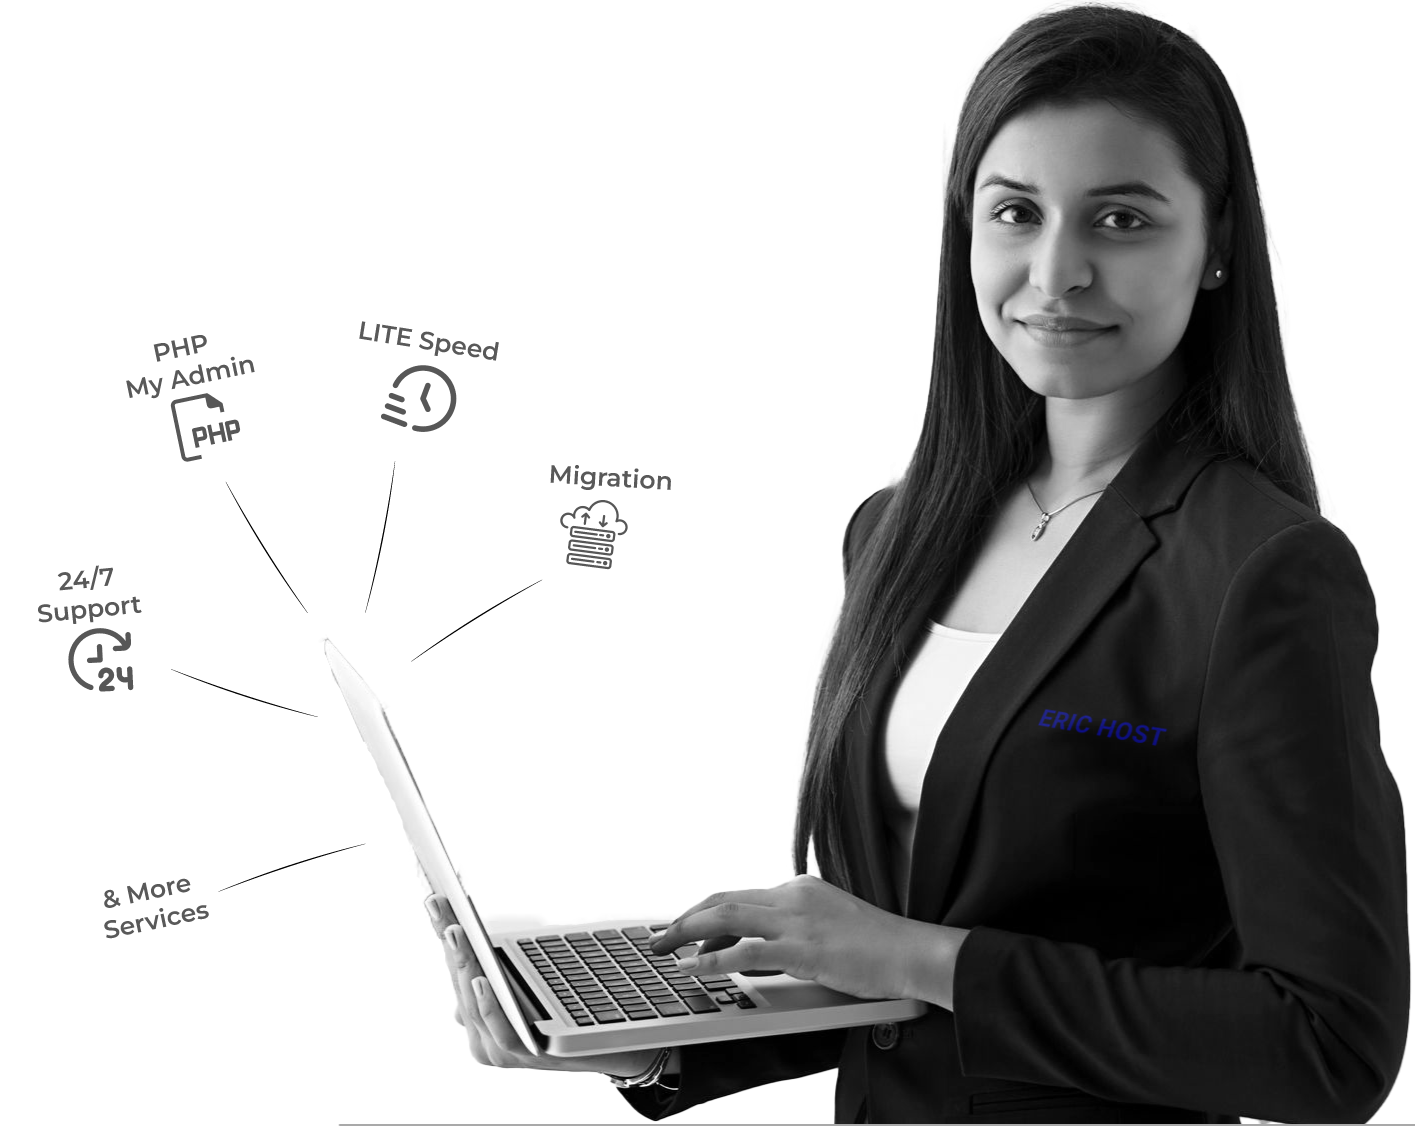 PHP
My Admin
PHP
LITE Speed
Migration
24/7
Support
24
ERIC HOST
& More
Services